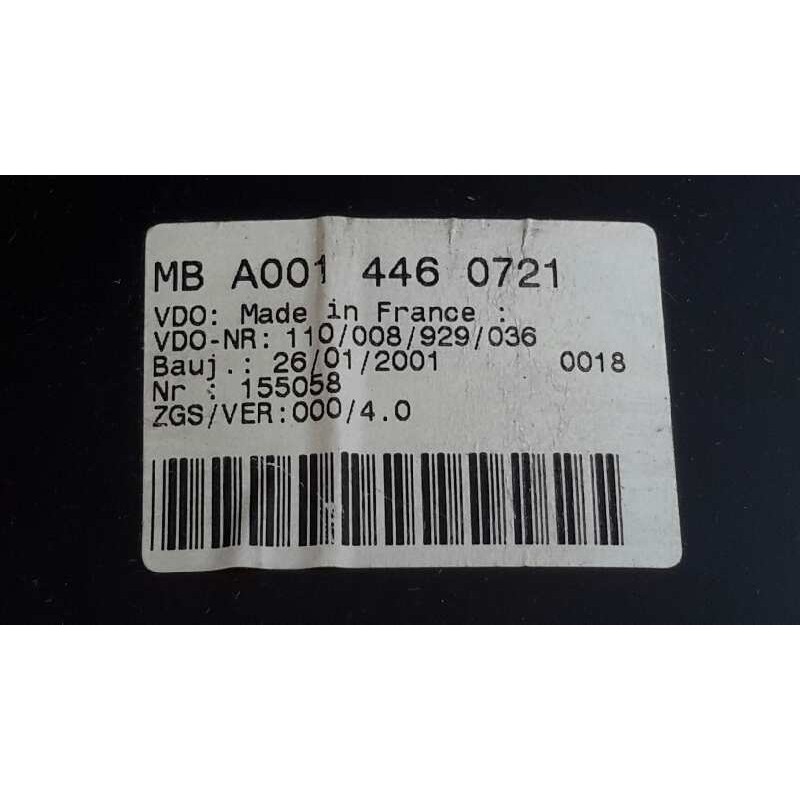 MB A001 446 0721
VDO: Made in France :
VDO-NR: 110/008/929/036
Bauj.: 26/01/2001 0018
Nr : 155058
ZGS/VER:000/4.0